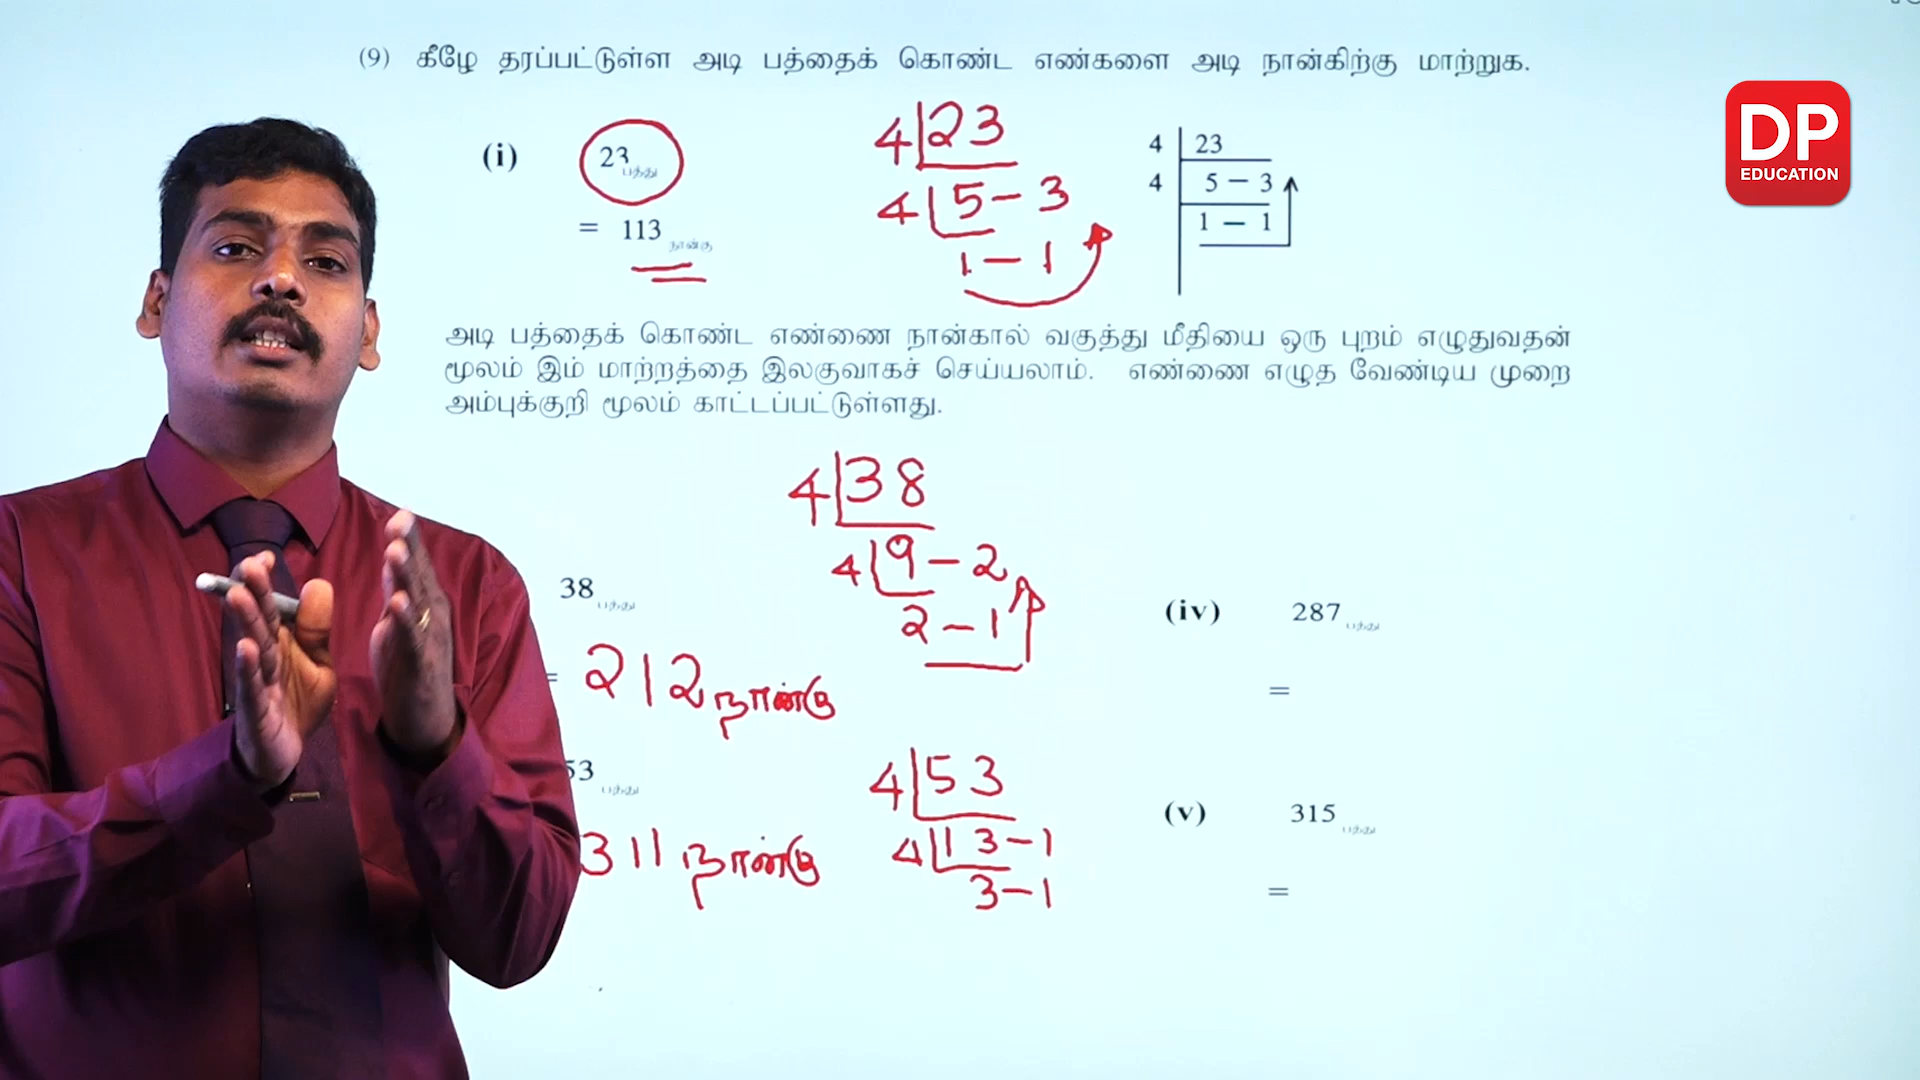 (9) கீழே தரப்பட்டுள்ள அடி பத்தைக் கொண்ட எண்களை அடி நான்கிற்கு மாற்றுக.
DP
EDUCATION
(i) 23 பத்து
= 113 நான்கு
4 23
4 5 – 3
1 – 1
4 23
4 5 – 3
1 – 1
அடி பத்தைக் கொண்ட எண்ணை நான்கால் வகுத்து மீதியை ஒரு புறம் எழுதுவதன்
மூலம் இம் மாற்றத்தை இலகுவாகச் செய்யலாம். எண்ணை எழுத வேண்டிய முறை
அம்புக்குறி மூலம் காட்டப்பட்டுள்ளது.
38 பத்து
= 212 நான்கு
4 38
4 9 – 2
2 – 1
53 பத்து
311 நான்கு
4 53
4 13 – 1
3 – 1
(iv) 287 பத்து
=
(v) 315 பத்து
=